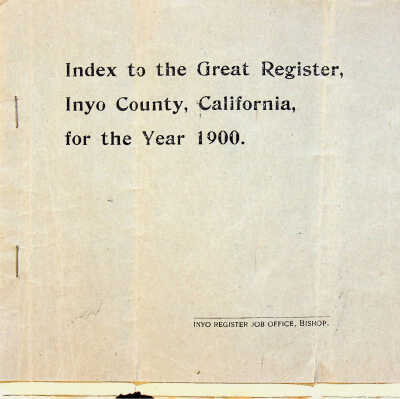 Index to the Great Register,
Inyo County, California,
for the Year 1900.
INYO REGISTER JOB OFFICE, BISHOP.